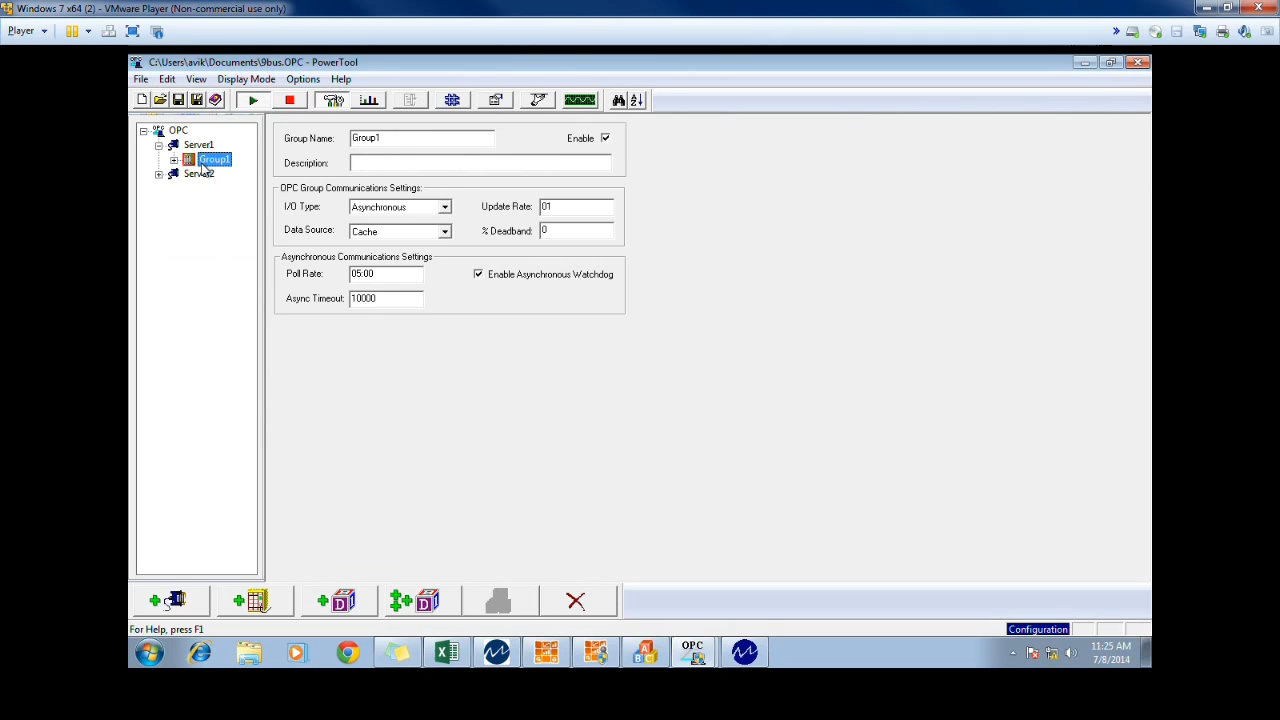 Windows 7 x64 (2) - VMware Player (Non-commercial use only)
Player
»
OPC
C:\Users\avik\Documents\9bus.OPC - PowerTool
File Edit View Display Mode Options Help
OPC
Server1
Group1
Server2
Group Name: Group1 Enable
Description:
OPC Group Communications Settings:
I/O Type: Asynchronous Update Rate: 01
Data Source: Cache % Deadband: 0
Asynchronous Communications Settings
Poll Rate: 05:00 Enable Asynchronous Watchdog
Async Timeout: 10000
S D D
For Help, press F1 Configuration
OPC
11:25 AM
7/8/2014